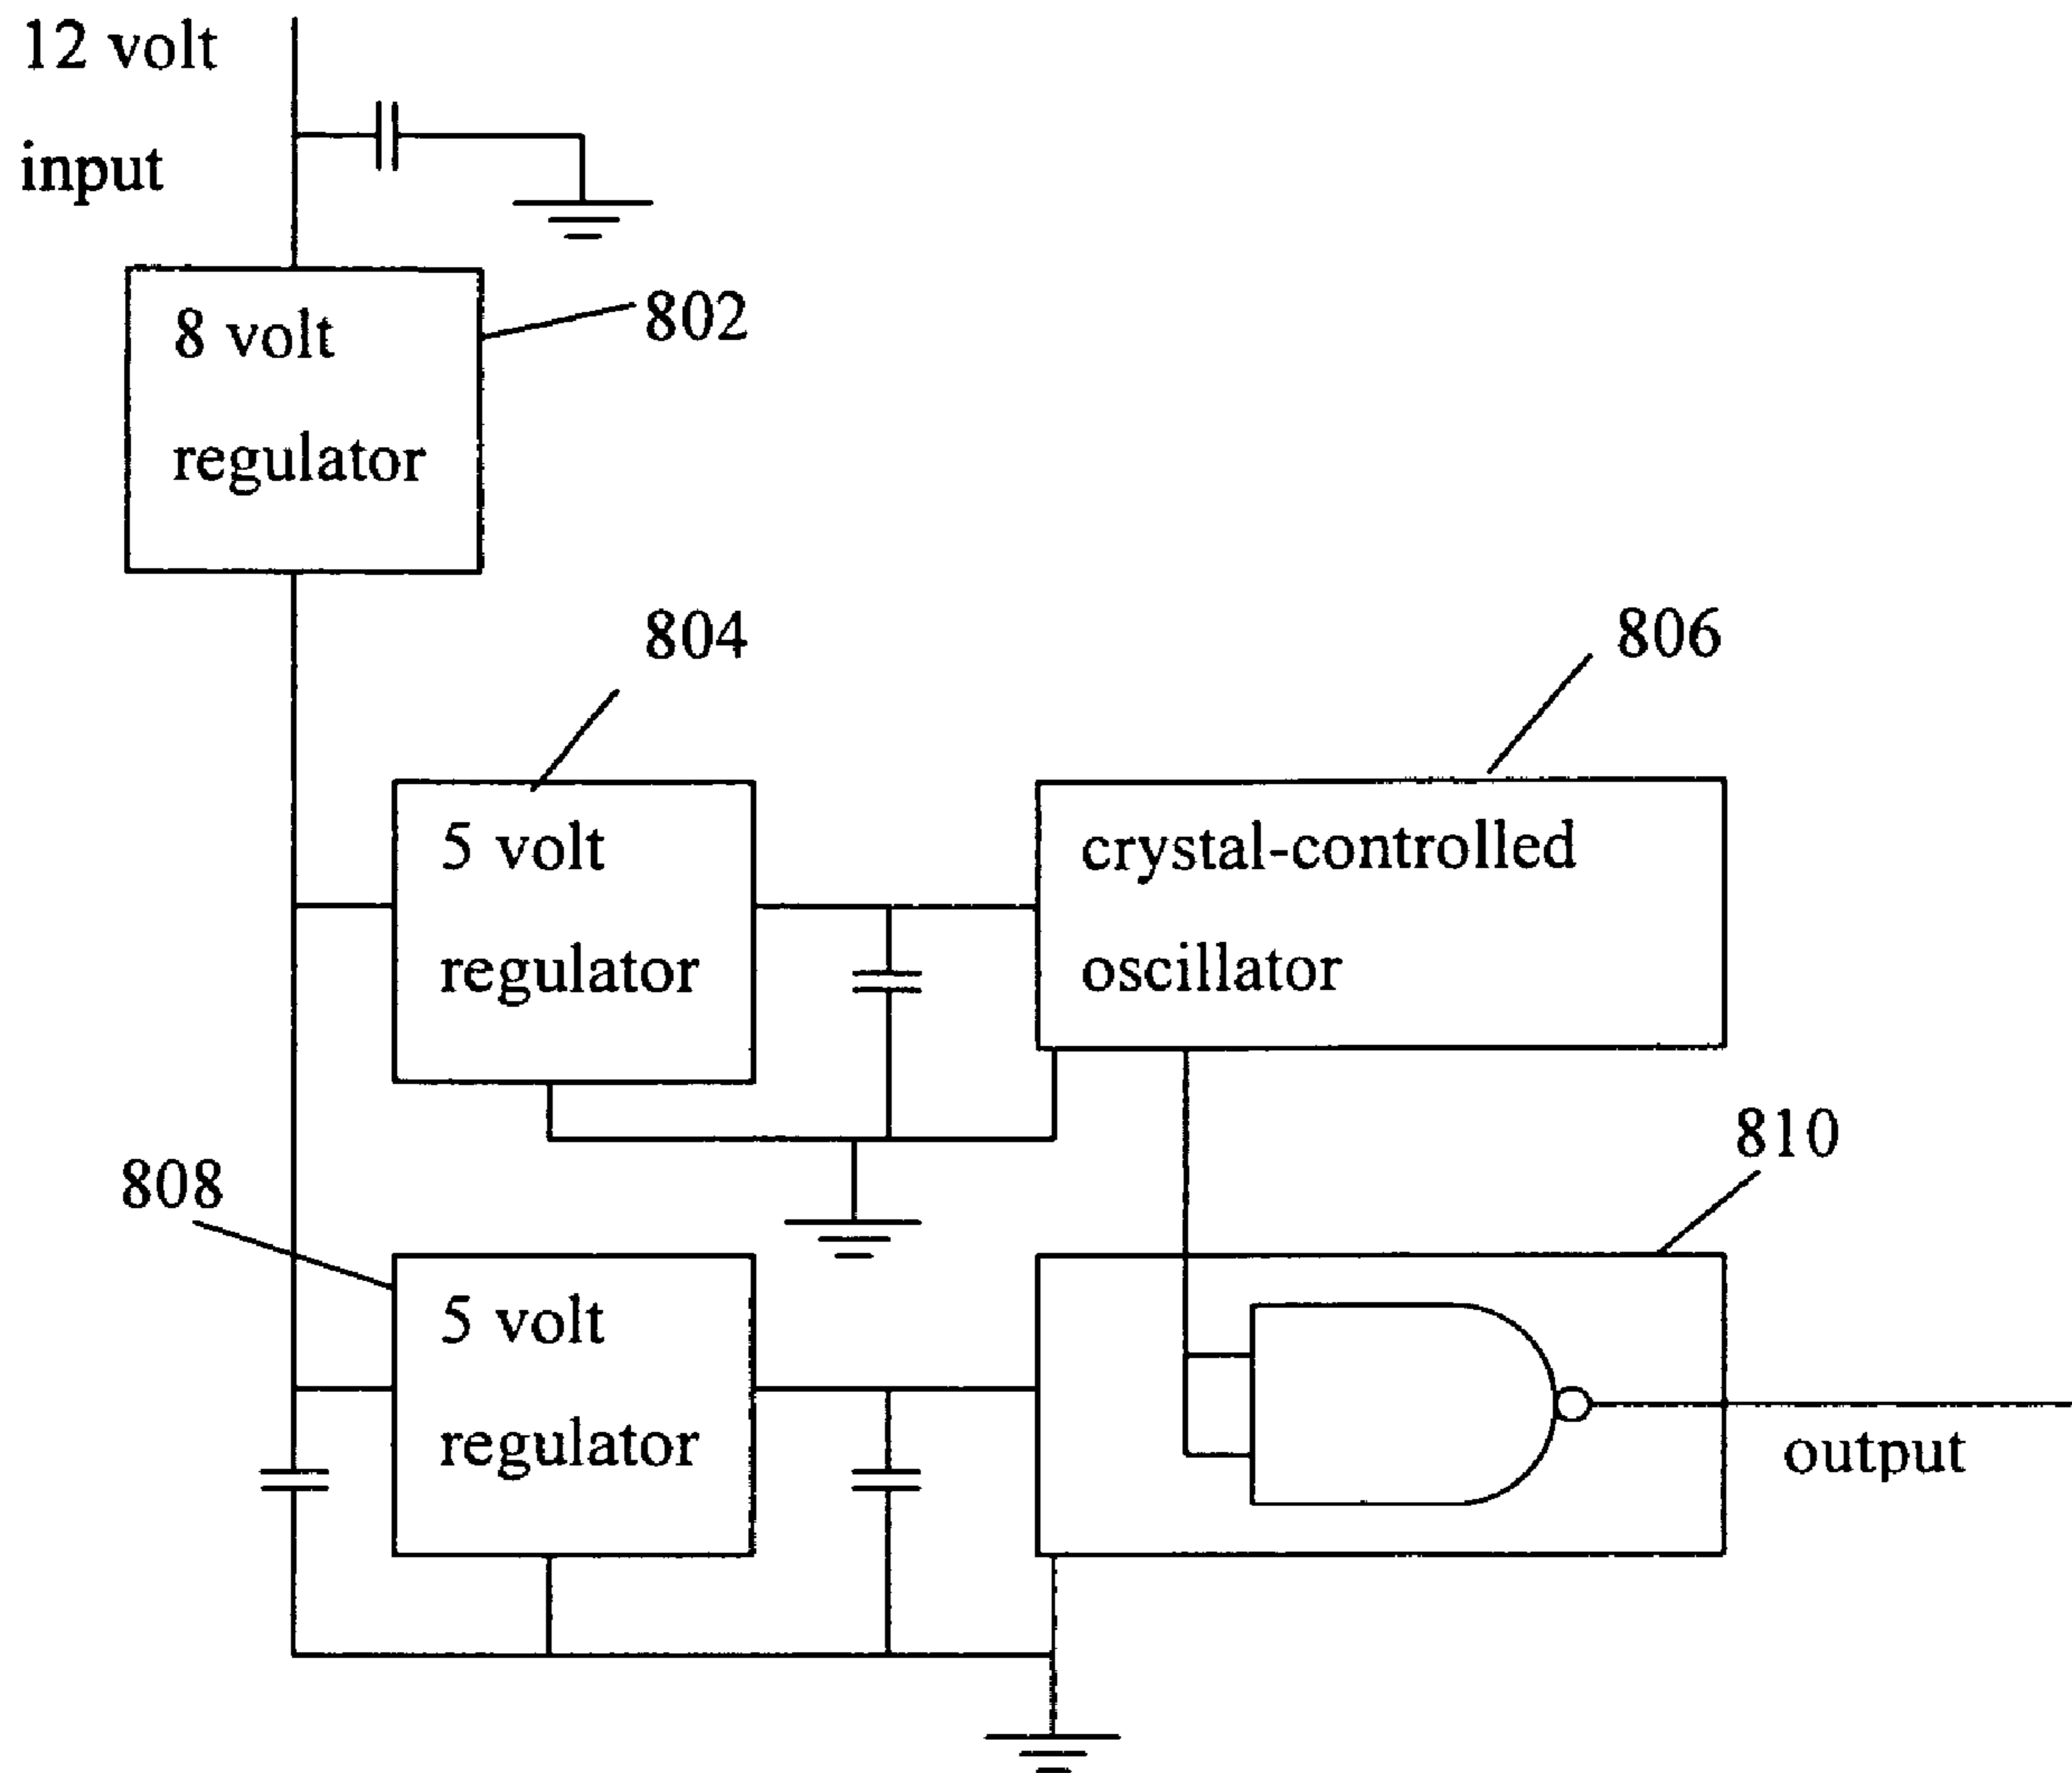 12 volt
input
8 volt
regulator
802
804
806
5 volt
regulator
crystal-controlled
oscillator
808
810
5 volt
regulator
output